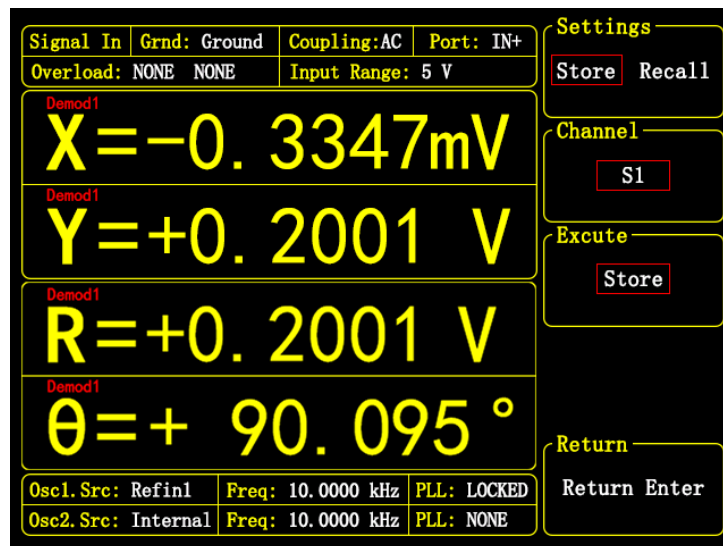 Signal In Grnd: Ground Coupling:AC Port: IN+
Overload: NONE NONE Input Range: 5 V
Demod1
X=-0.3347mV
Demod1
Y=+0.2001 V
Demod1
R=+0.2001 V
Demod1
θ=+ 90.095°
Osc1.Src: Refin1 Freq: 10.0000 kHz PLL: LOCKED
Osc2.Src: Internal Freq: 10.0000 kHz PLL: NONE
Settings
Store Recall
Channel
S1
Excute
Store
Return
Return Enter